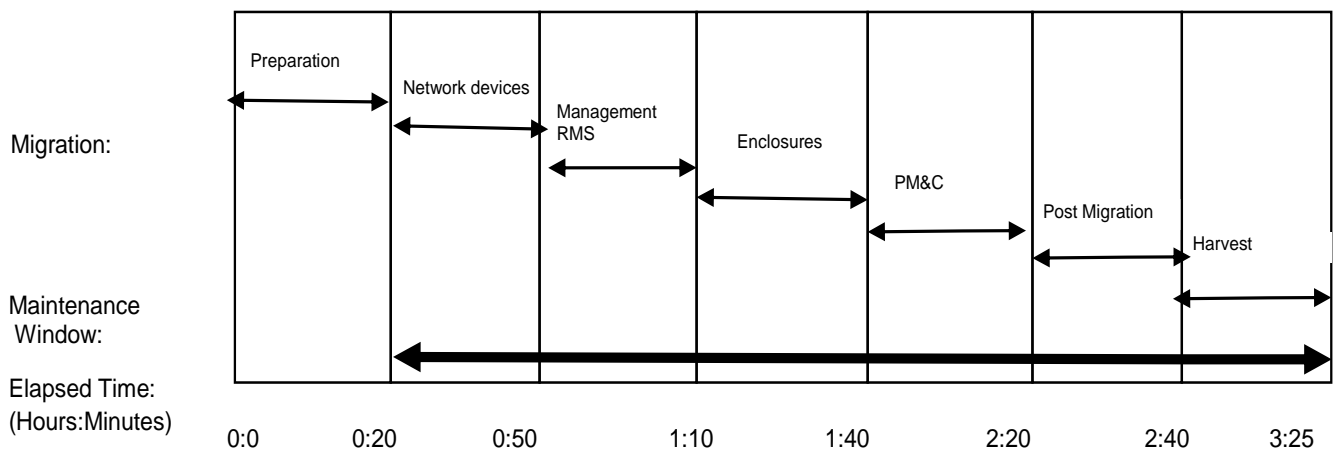 Preparation
Network devices
Management
RMS
Enclosures
PM&C
Post Migration
Harvest
Migration:
Maintenance
Window:
Elapsed Time:
(Hours:Minutes)
0:0 0:20 0:50 1:10 1:40 2:20 2:40 3:25